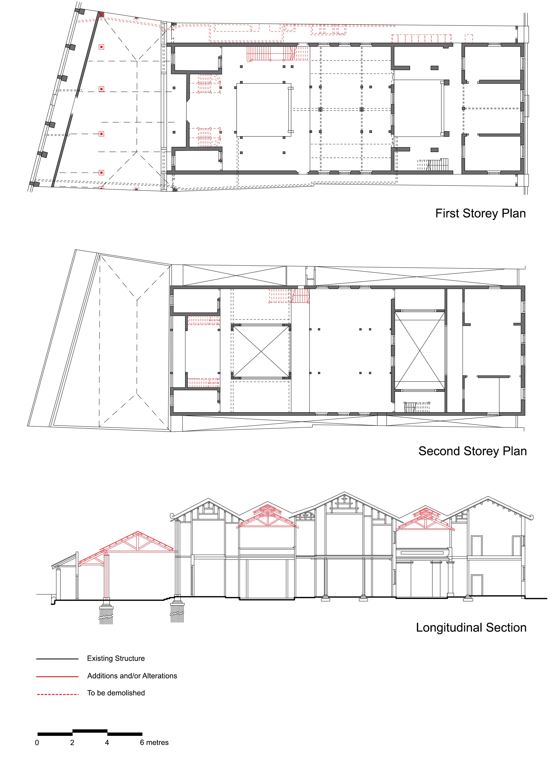 First Storey Plan
Second Storey Plan
Longitudinal Section
Existing Structure
Additions and/or Alterations
To be demolished
0 2 4 6 metres